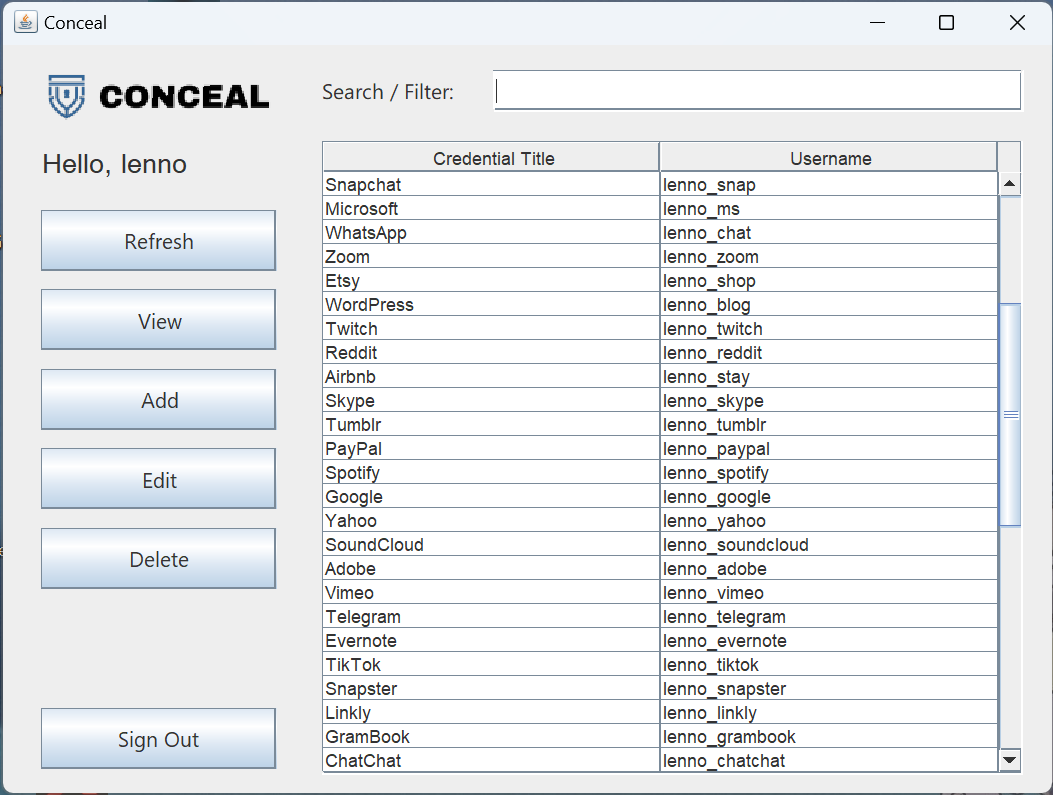 Conceal
CONCEAL
Search / Filter:
Hello, lenno
Refresh
View
Add
Edit
Delete
Sign Out
Credential Title Username
Snapchat lenno_snap
Microsoft lenno_ms
WhatsApp lenno_chat
Zoom lenno_zoom
Etsy lenno_shop
WordPress lenno_blog
Twitch lenno_twitch
Reddit lenno_reddit
Airbnb lenno_stay
Skype lenno_skype
Tumblr lenno_tumblr
PayPal lenno_paypal
Spotify lenno_spotify
Google lenno_google
Yahoo lenno_yahoo
SoundCloud lenno_soundcloud
Adobe lenno_adobe
Vimeo lenno_vimeo
Telegram lenno_telegram
Evernote lenno_evernote
TikTok lenno_tiktok
Snapster lenno_snapster
Linkly lenno_linkly
GramBook lenno_grambook
ChatChat lenno_chatchat